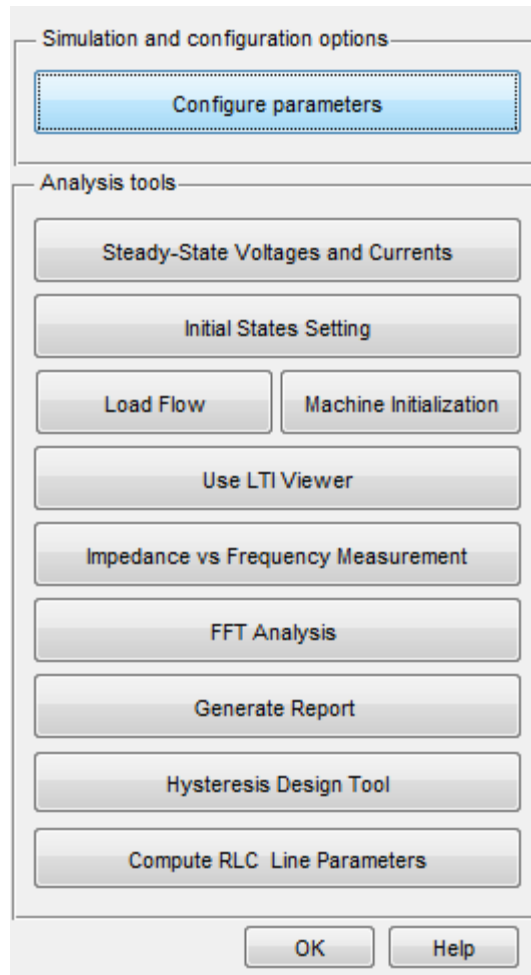 Simulation and configuration options
Configure parameters
Analysis tools
Steady-State Voltages and Currents
Initial States Setting
Load Flow Machine Initialization
Use LTI Viewer
Impedance vs Frequency Measurement
FFT Analysis
Generate Report
Hysteresis Design Tool
Compute RLC Line Parameters
OK Help